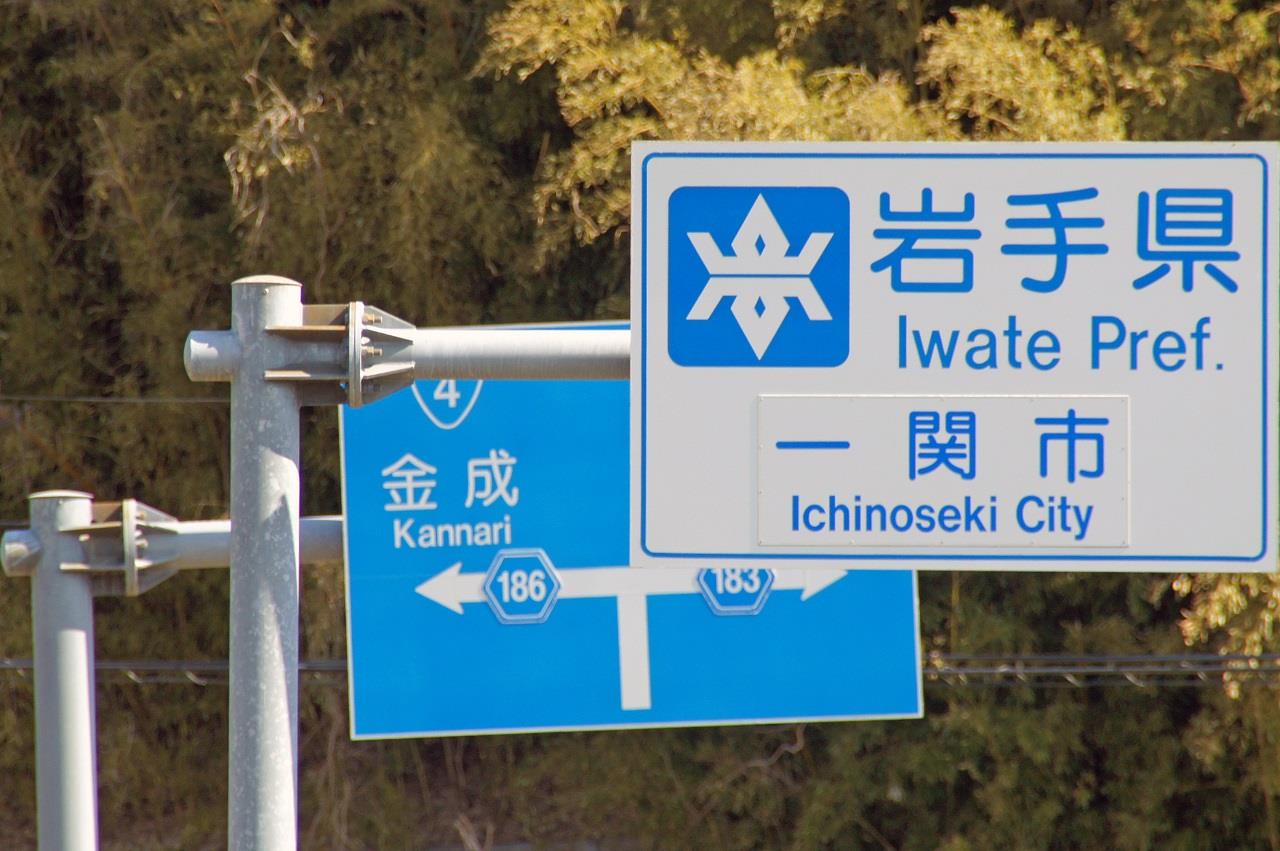 岩手県
Iwate Pref.
一関市
Ichinoseki City
4
金成
Kannari
186
183